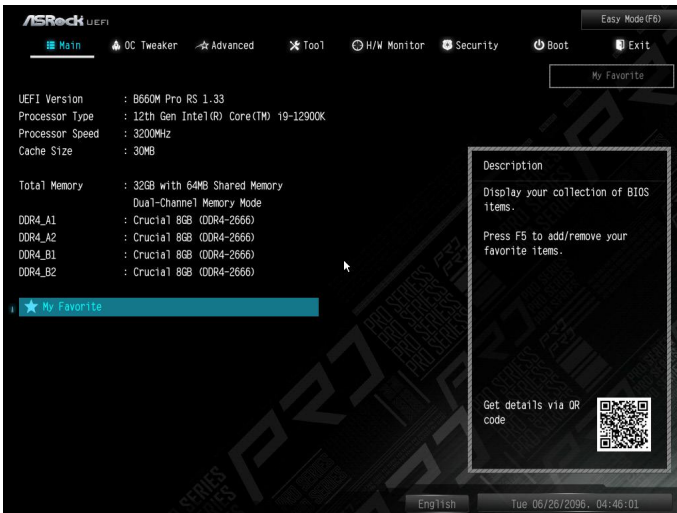 ASRock UEFI
Easy Mode(F6)
Main OC Tweaker Advanced Tool H/W Monitor Security Boot Exit
My Favorite
UEFI Version : B660M Pro RS 1.33
Processor Type : 12th Gen Intel(R) Core(TM) i9-12900K
Processor Speed : 3200MHz
Cache Size : 30MB
Total Memory : 32GB with 64MB Shared Memory
Dual-Channel Memory Mode
DDR4_A1 : Crucial 8GB (DDR4-2666)
DDR4_A2 : Crucial 8GB (DDR4-2666)
DDR4_B1 : Crucial 8GB (DDR4-2666)
DDR4_B2 : Crucial 8GB (DDR4-2666)
My Favorite
Description
Display your collection of BIOS
items.
Press F5 to add/remove your
favorite items.
Get details via QR
code
PRO SERIES
English
Tue 06/26/2096, 04:46:01